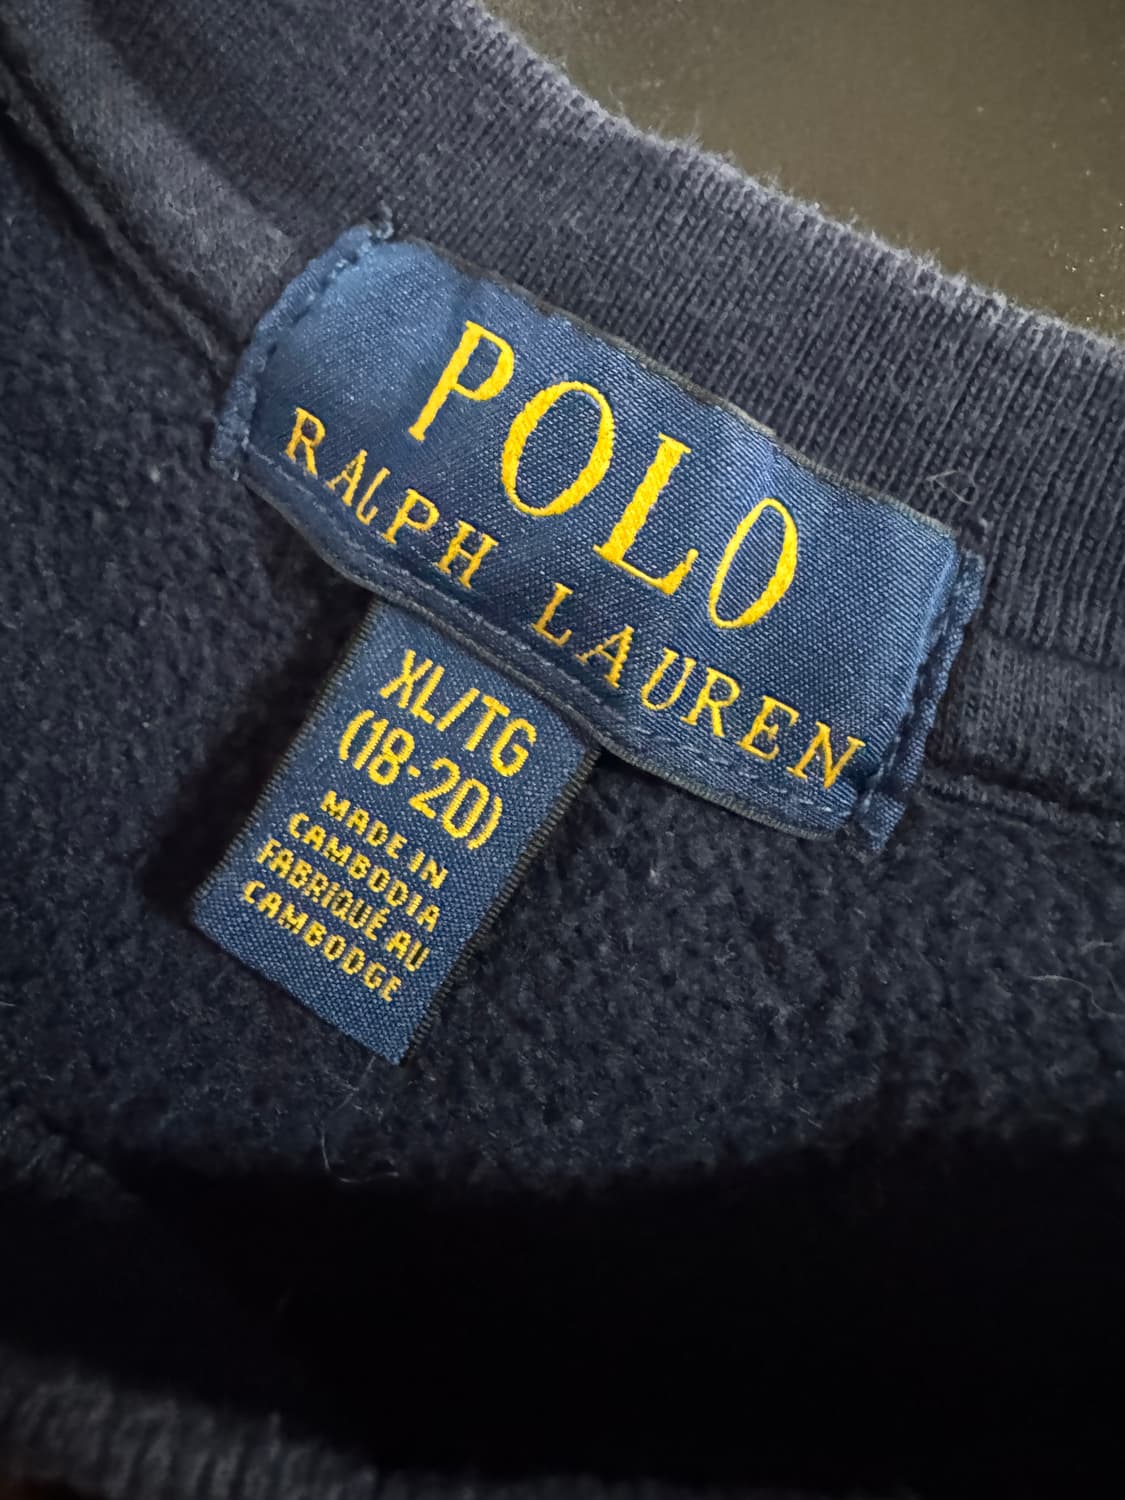 POLO
RALPH LAUREN
XL/TG
(18-20)
MADE IN
CAMBODIA
FABRIQUÉ AU
CAMBODGE